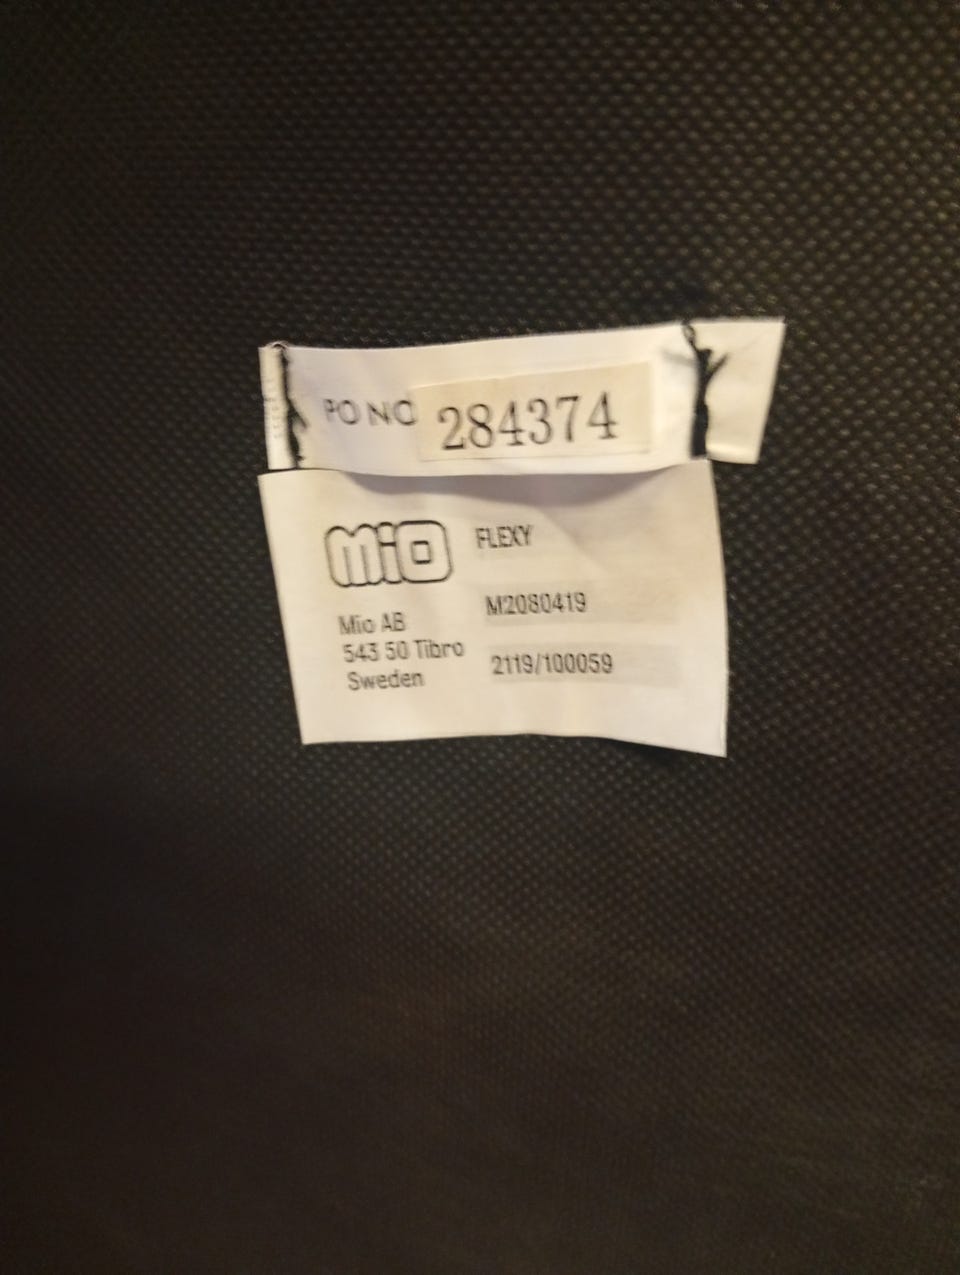 PO NO 284374
MiO
FLEXY
M2080419
Mio AB
543 50 Tibro
Sweden
2119/100059